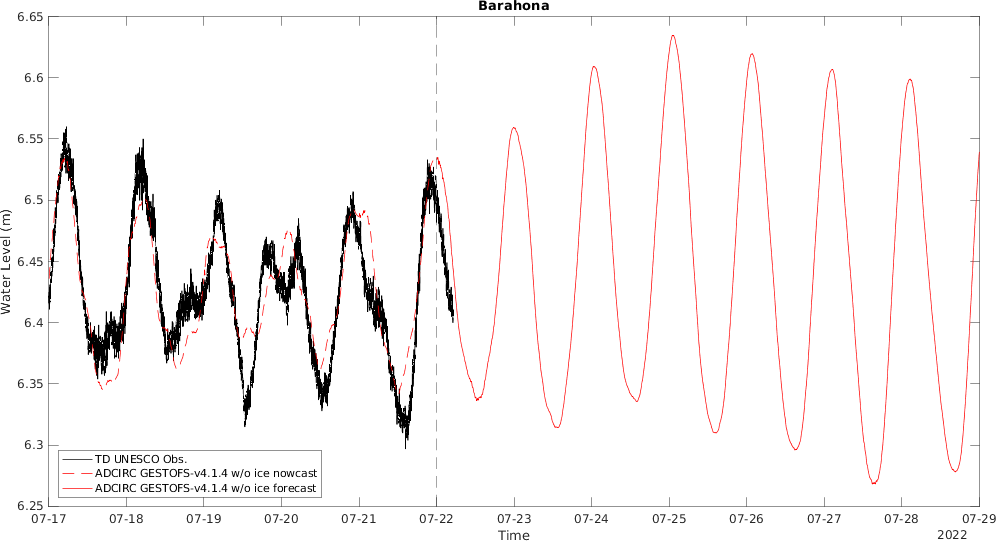 Barahona
6.65
6.6
6.55
6.5
6.45
6.4
6.35
6.3
6.25
Water Level (m)
TD UNESCO Obs.
ADCIRC GESTOFS-v4.1.4 w/o ice nowcast
ADCIRC GESTOFS-v4.1.4 w/o ice forecast
07-17 07-18 07-19 07-20 07-21 07-22 07-23 07-24 07-25 07-26 07-27 07-28 07-29
Time
2022